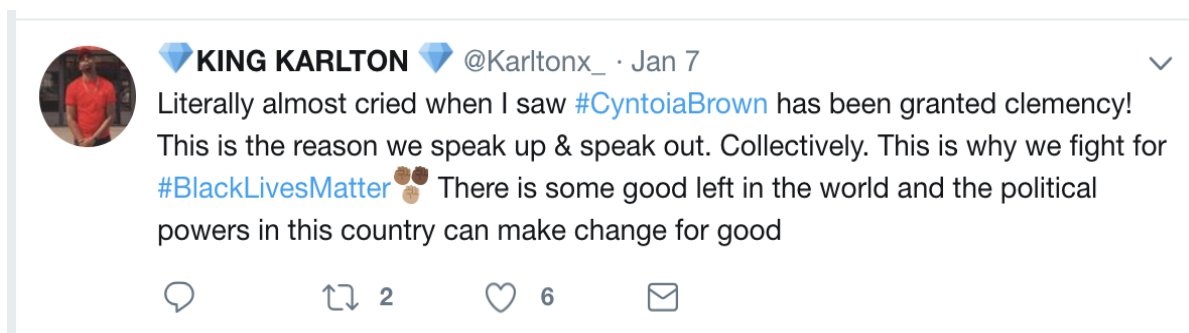 💎KING KARLTON 💎 @Karltonx_ · Jan 7
Literally almost cried when I saw #CyntoiaBrown has been granted clemency!
This is the reason we speak up & speak out. Collectively. This is why we fight for
#BlackLivesMatter✊🏾✊🏿✊🏼 There is some good left in the world and the political
powers in this country can make change for good
2 6